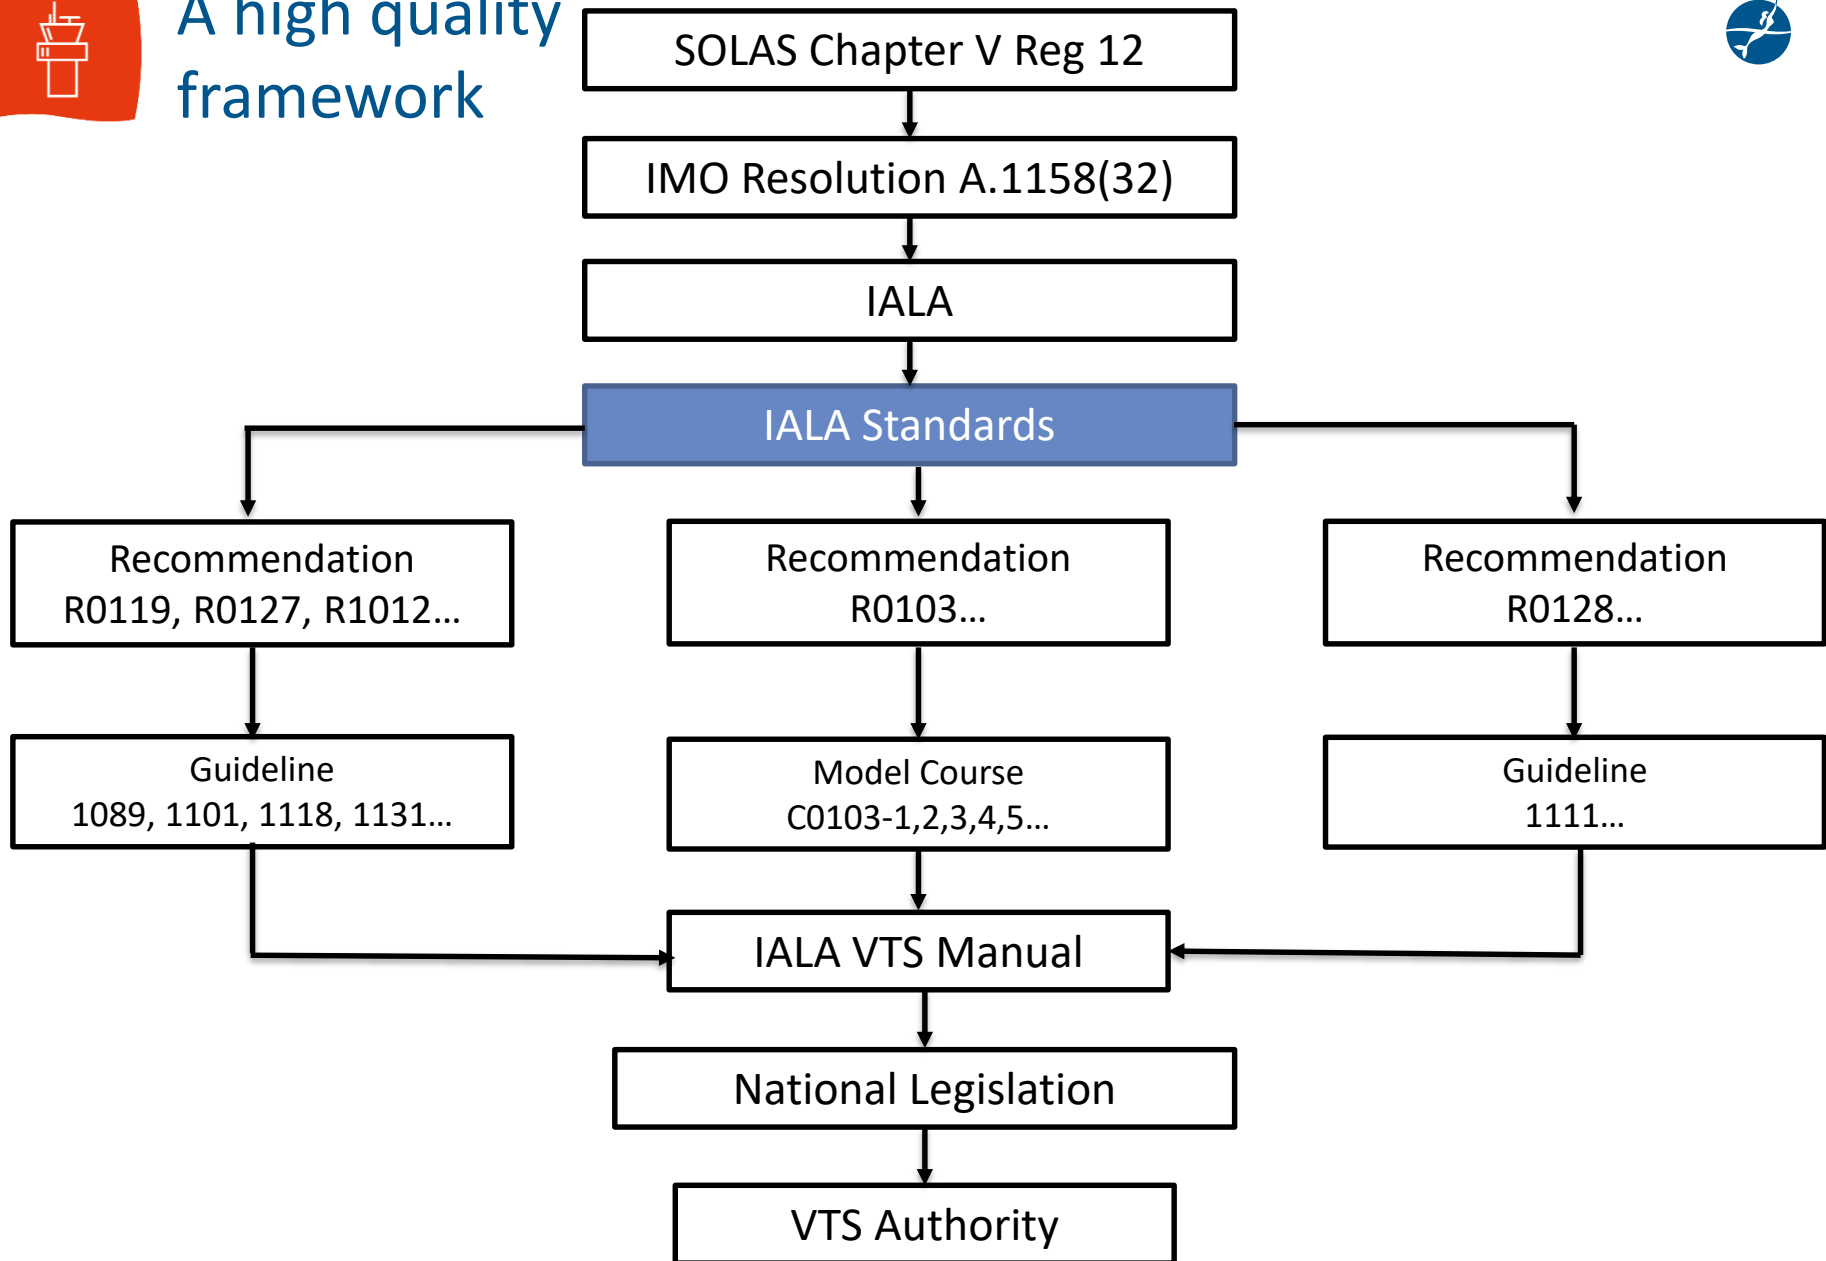 A high quality
framework
SOLAS Chapter V Reg 12
IMO Resolution A.1158(32)
IALA
IALA Standards
Recommendation
R0119, R0127, R1012...
Recommendation
R0103...
Recommendation
R0128...
Guideline
1089, 1101, 1118, 1131...
Model Course
C0103-1,2,3,4,5...
Guideline
1111...
IALA VTS Manual
National Legislation
VTS Authority